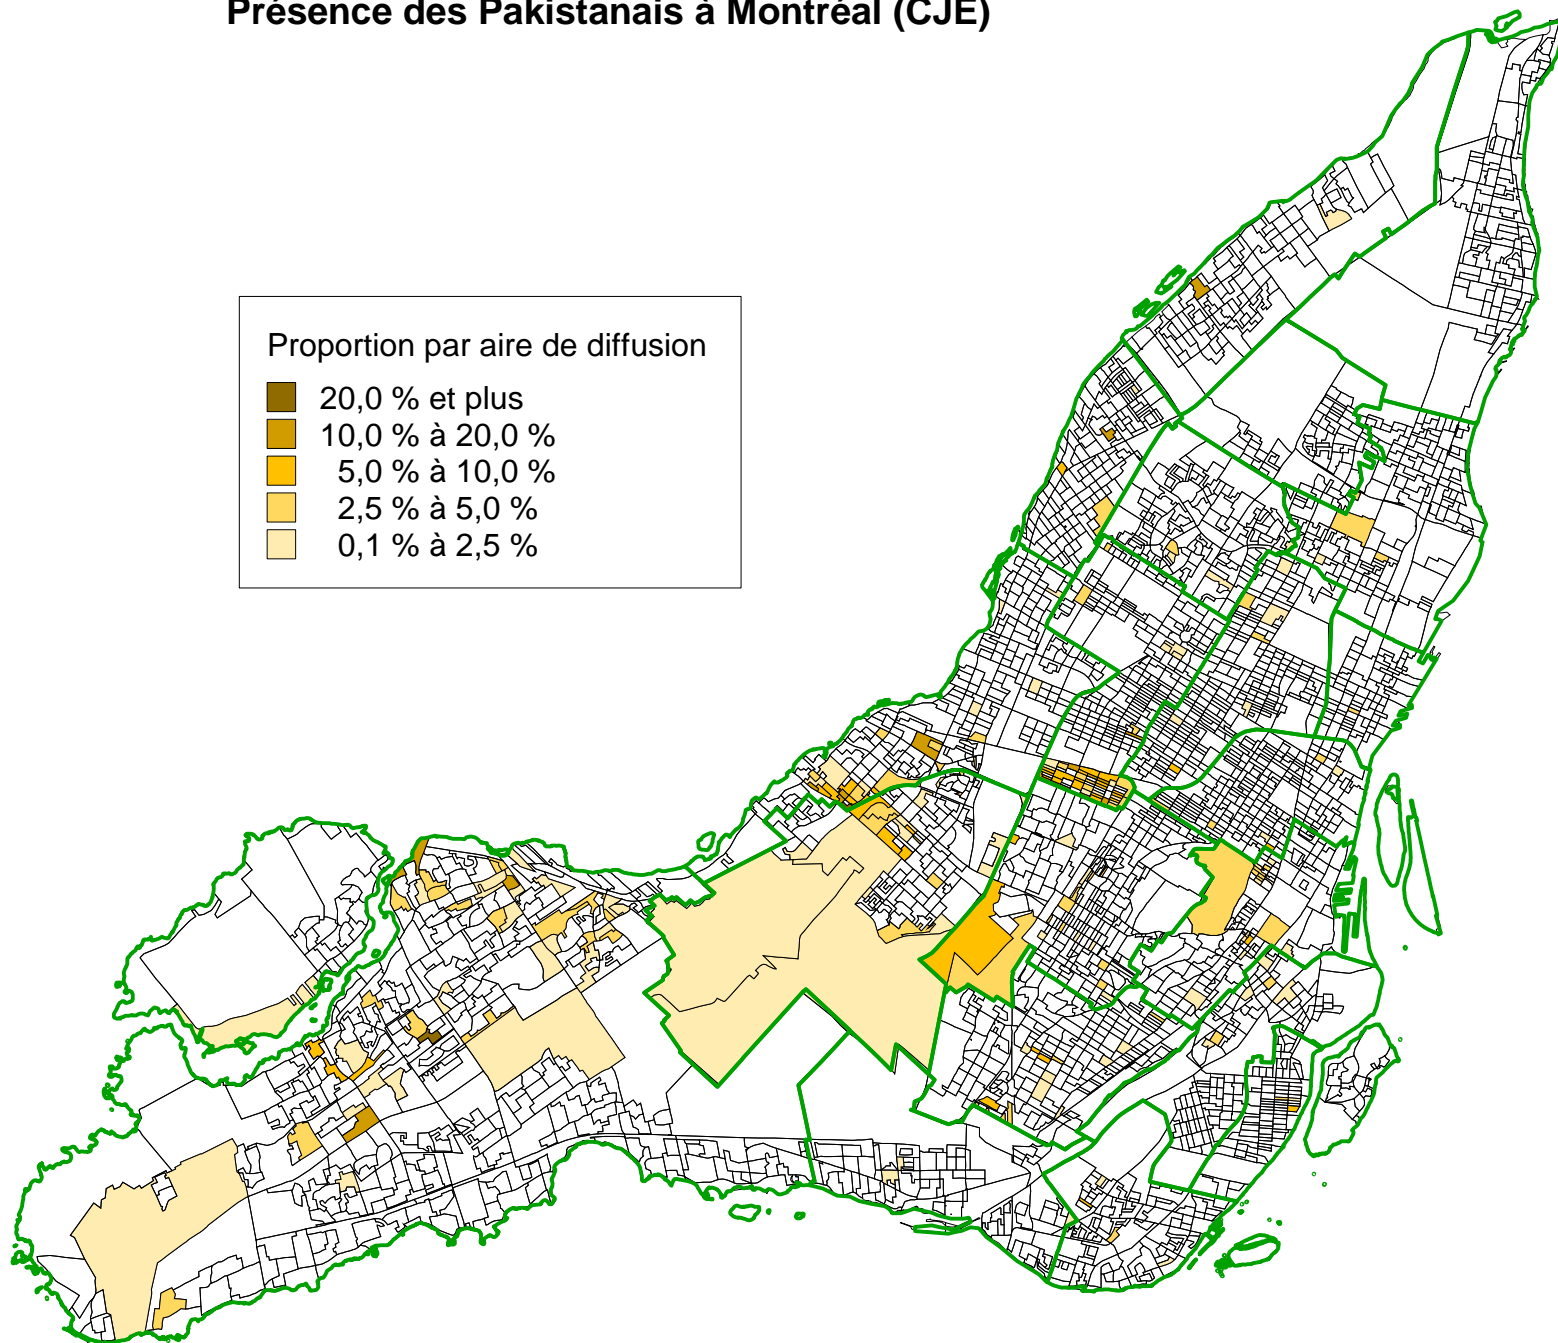 Présence des Pakistanais à Montréal (CJE)
Proportion par aire de diffusion
20,0 % et plus
10,0 % à 20,0 %
5,0 % à 10,0 %
2,5 % à 5,0 %
0,1 % à 2,5 %